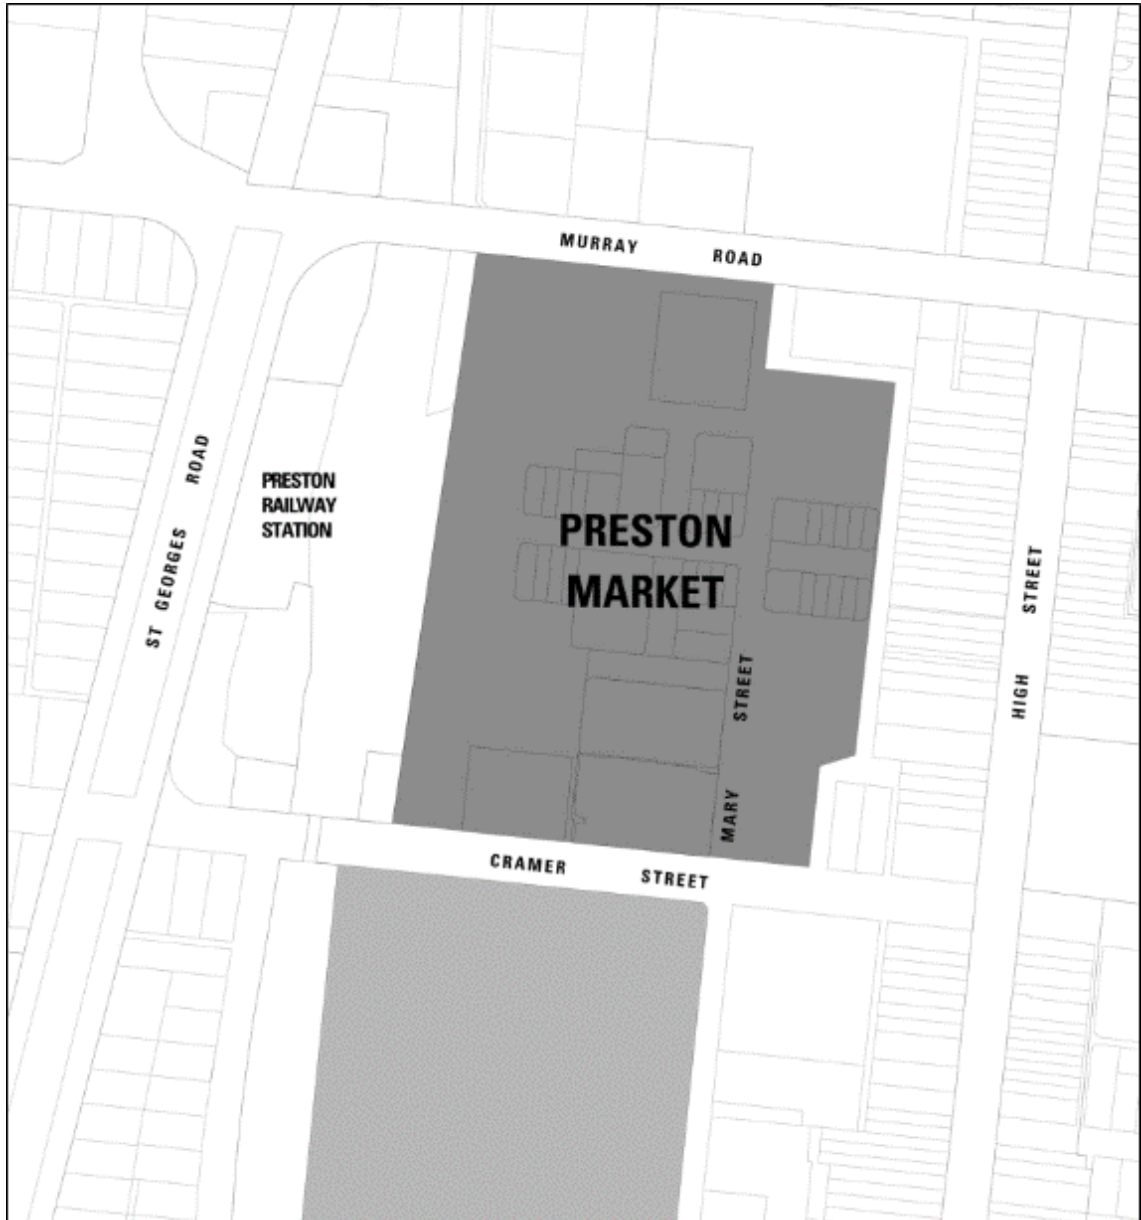 MURRAY ROAD
ST GEORGES ROAD
PRESTON
RAILWAY
STATION
PRESTON
MARKET
HIGH STREET
MARY STREET
CRAMER STREET